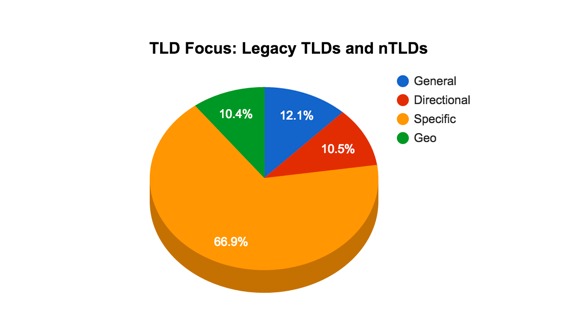 TLD Focus: Legacy TLDs and nTLDs
General
Directional
Specific
Geo
10.4%
12.1%
10.5%
66.9%